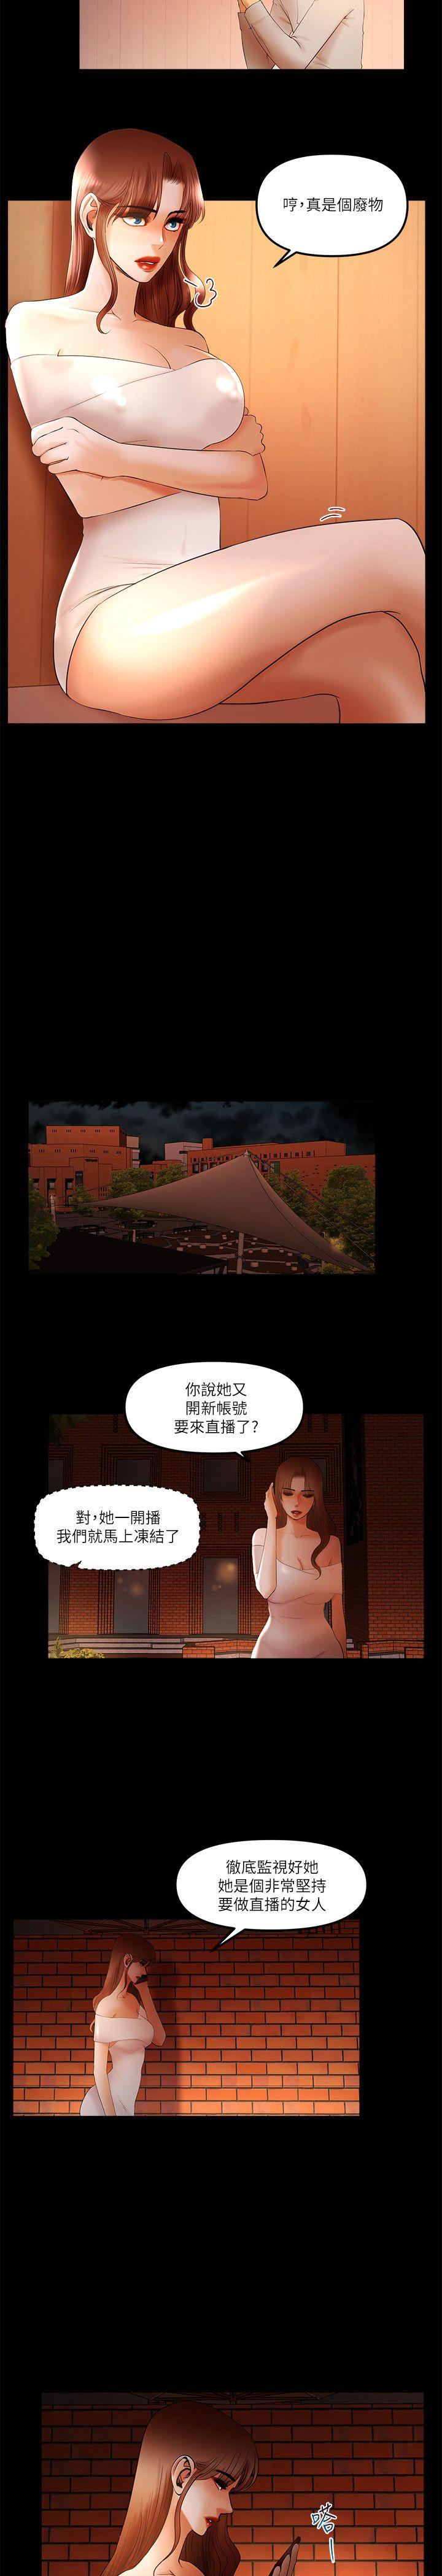 哼,真是個廢物
你說她又
開新帳號
要來直播了?
對,她一開播
我們就馬上凍結了
徹底監視好她
她是個非常堅持
要做直播的女人
嗒